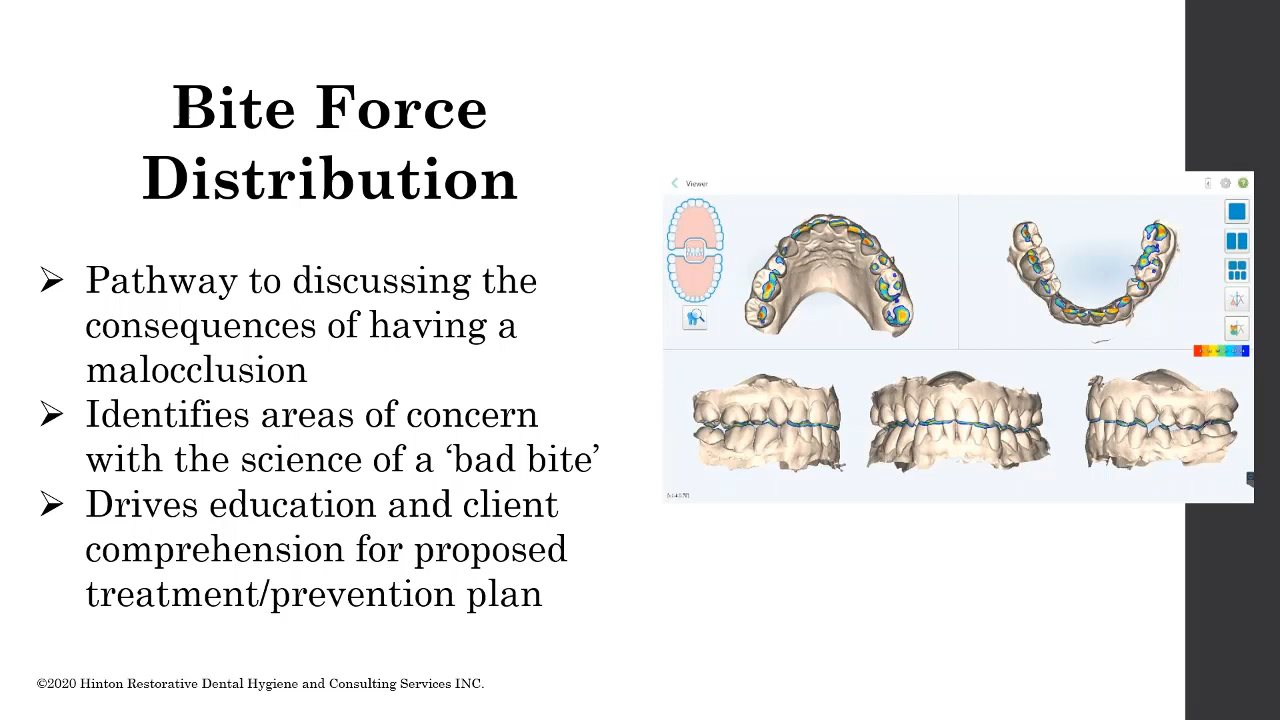 Bite Force
Distribution
➢ Pathway to discussing the
consequences of having a
malocclusion
➢ Identifies areas of concern
with the science of a ‘bad bite’
➢ Drives education and client
comprehension for proposed
treatment/prevention plan
Viewer
©2020 Hinton Restorative Dental Hygiene and Consulting Services INC.